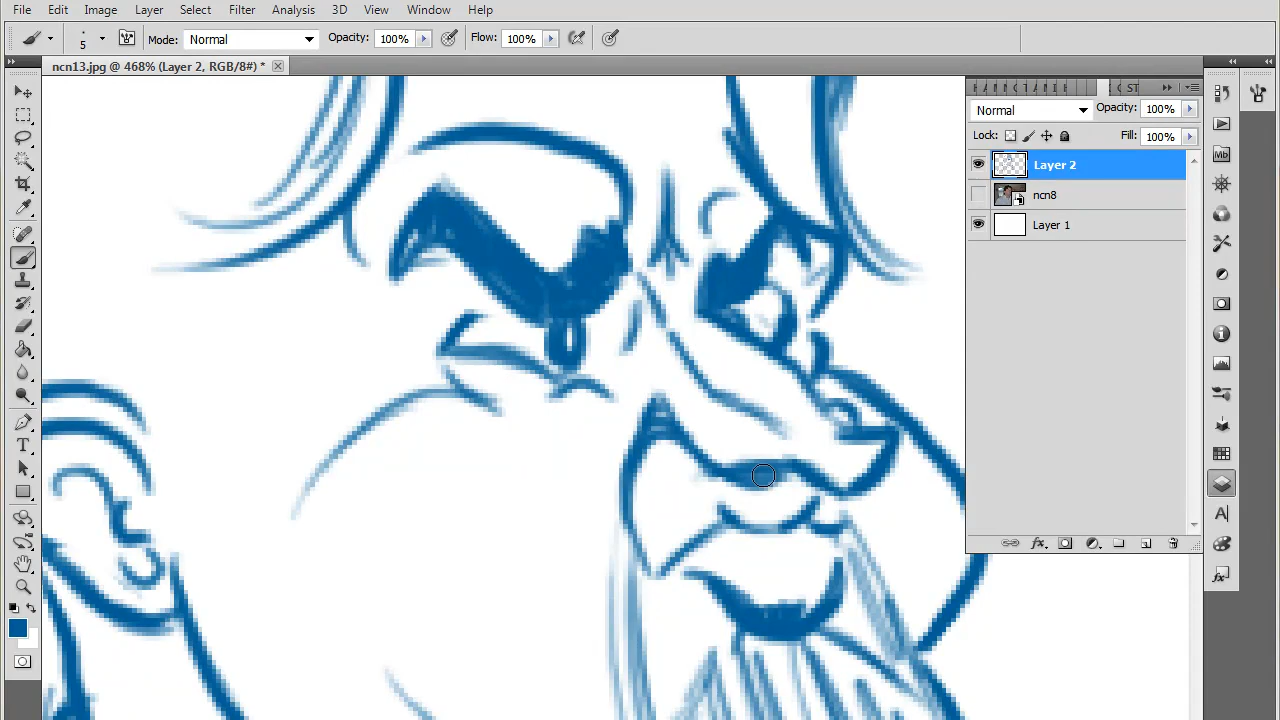 File Edit Image Layer Select Filter Analysis 3D View Window Help
5 Mode: Normal Opacity: 100% Flow: 100%
ncn13.jpg @ 468% (Layer 2, RGB/8#) *
ST
Normal Opacity: 100%
Lock: Fill: 100%
Layer 2
ncn8
Layer 1